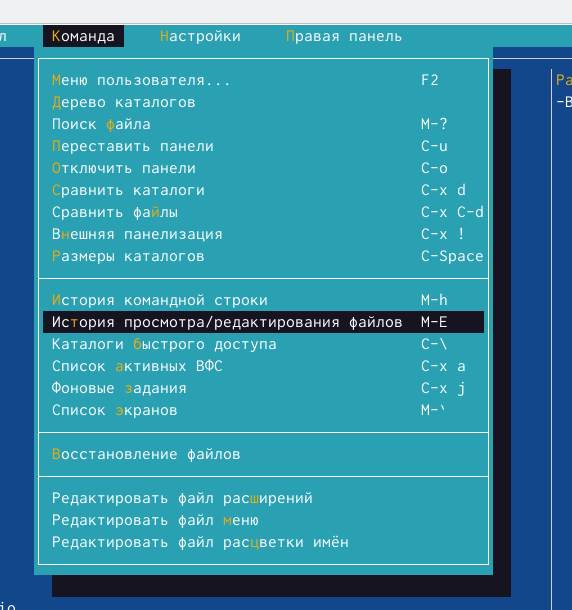 л Команда Настройки Правая панель
Меню пользователя... F2
Дерево каталогов
Поиск файла M-?
Переставить панели C-u
Отключить панели C-o
Сравнить каталоги C-x d
Сравнить файлы C-x C-d
Внешняя панелизация C-x !
Размеры каталогов C-Space
История командной строки M-h
История просмотра/редактирования файлов M-E
Каталоги быстрого доступа C-\
Список активных ВФС C-x a
Фоновые задания C-x j
Список экранов M-`
Восстановление файлов
Редактировать файл расширений
Редактировать файл меню
Редактировать файл расцветки имён